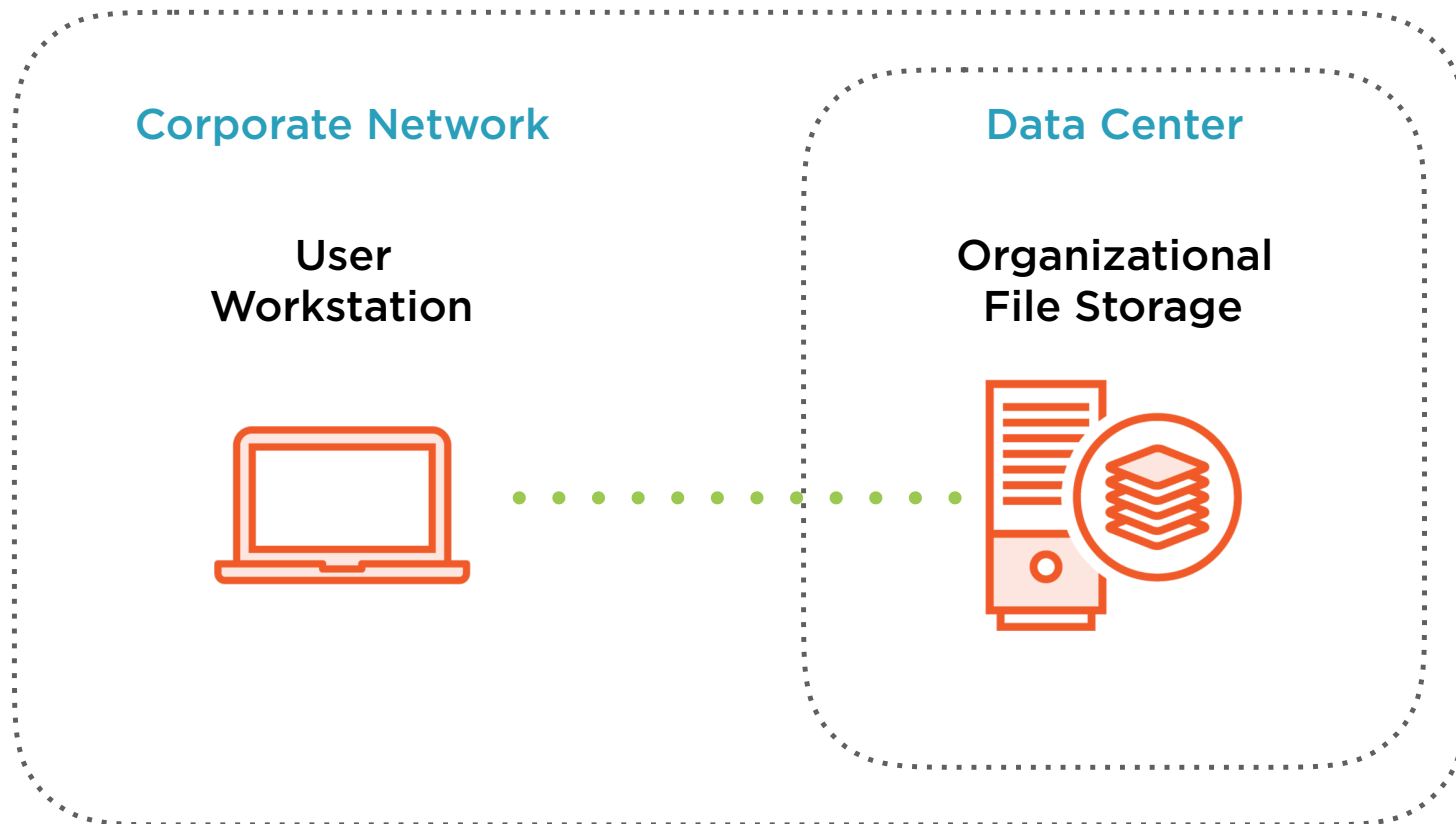 Corporate Network
Data Center
User
Workstation
Organizational
File Storage